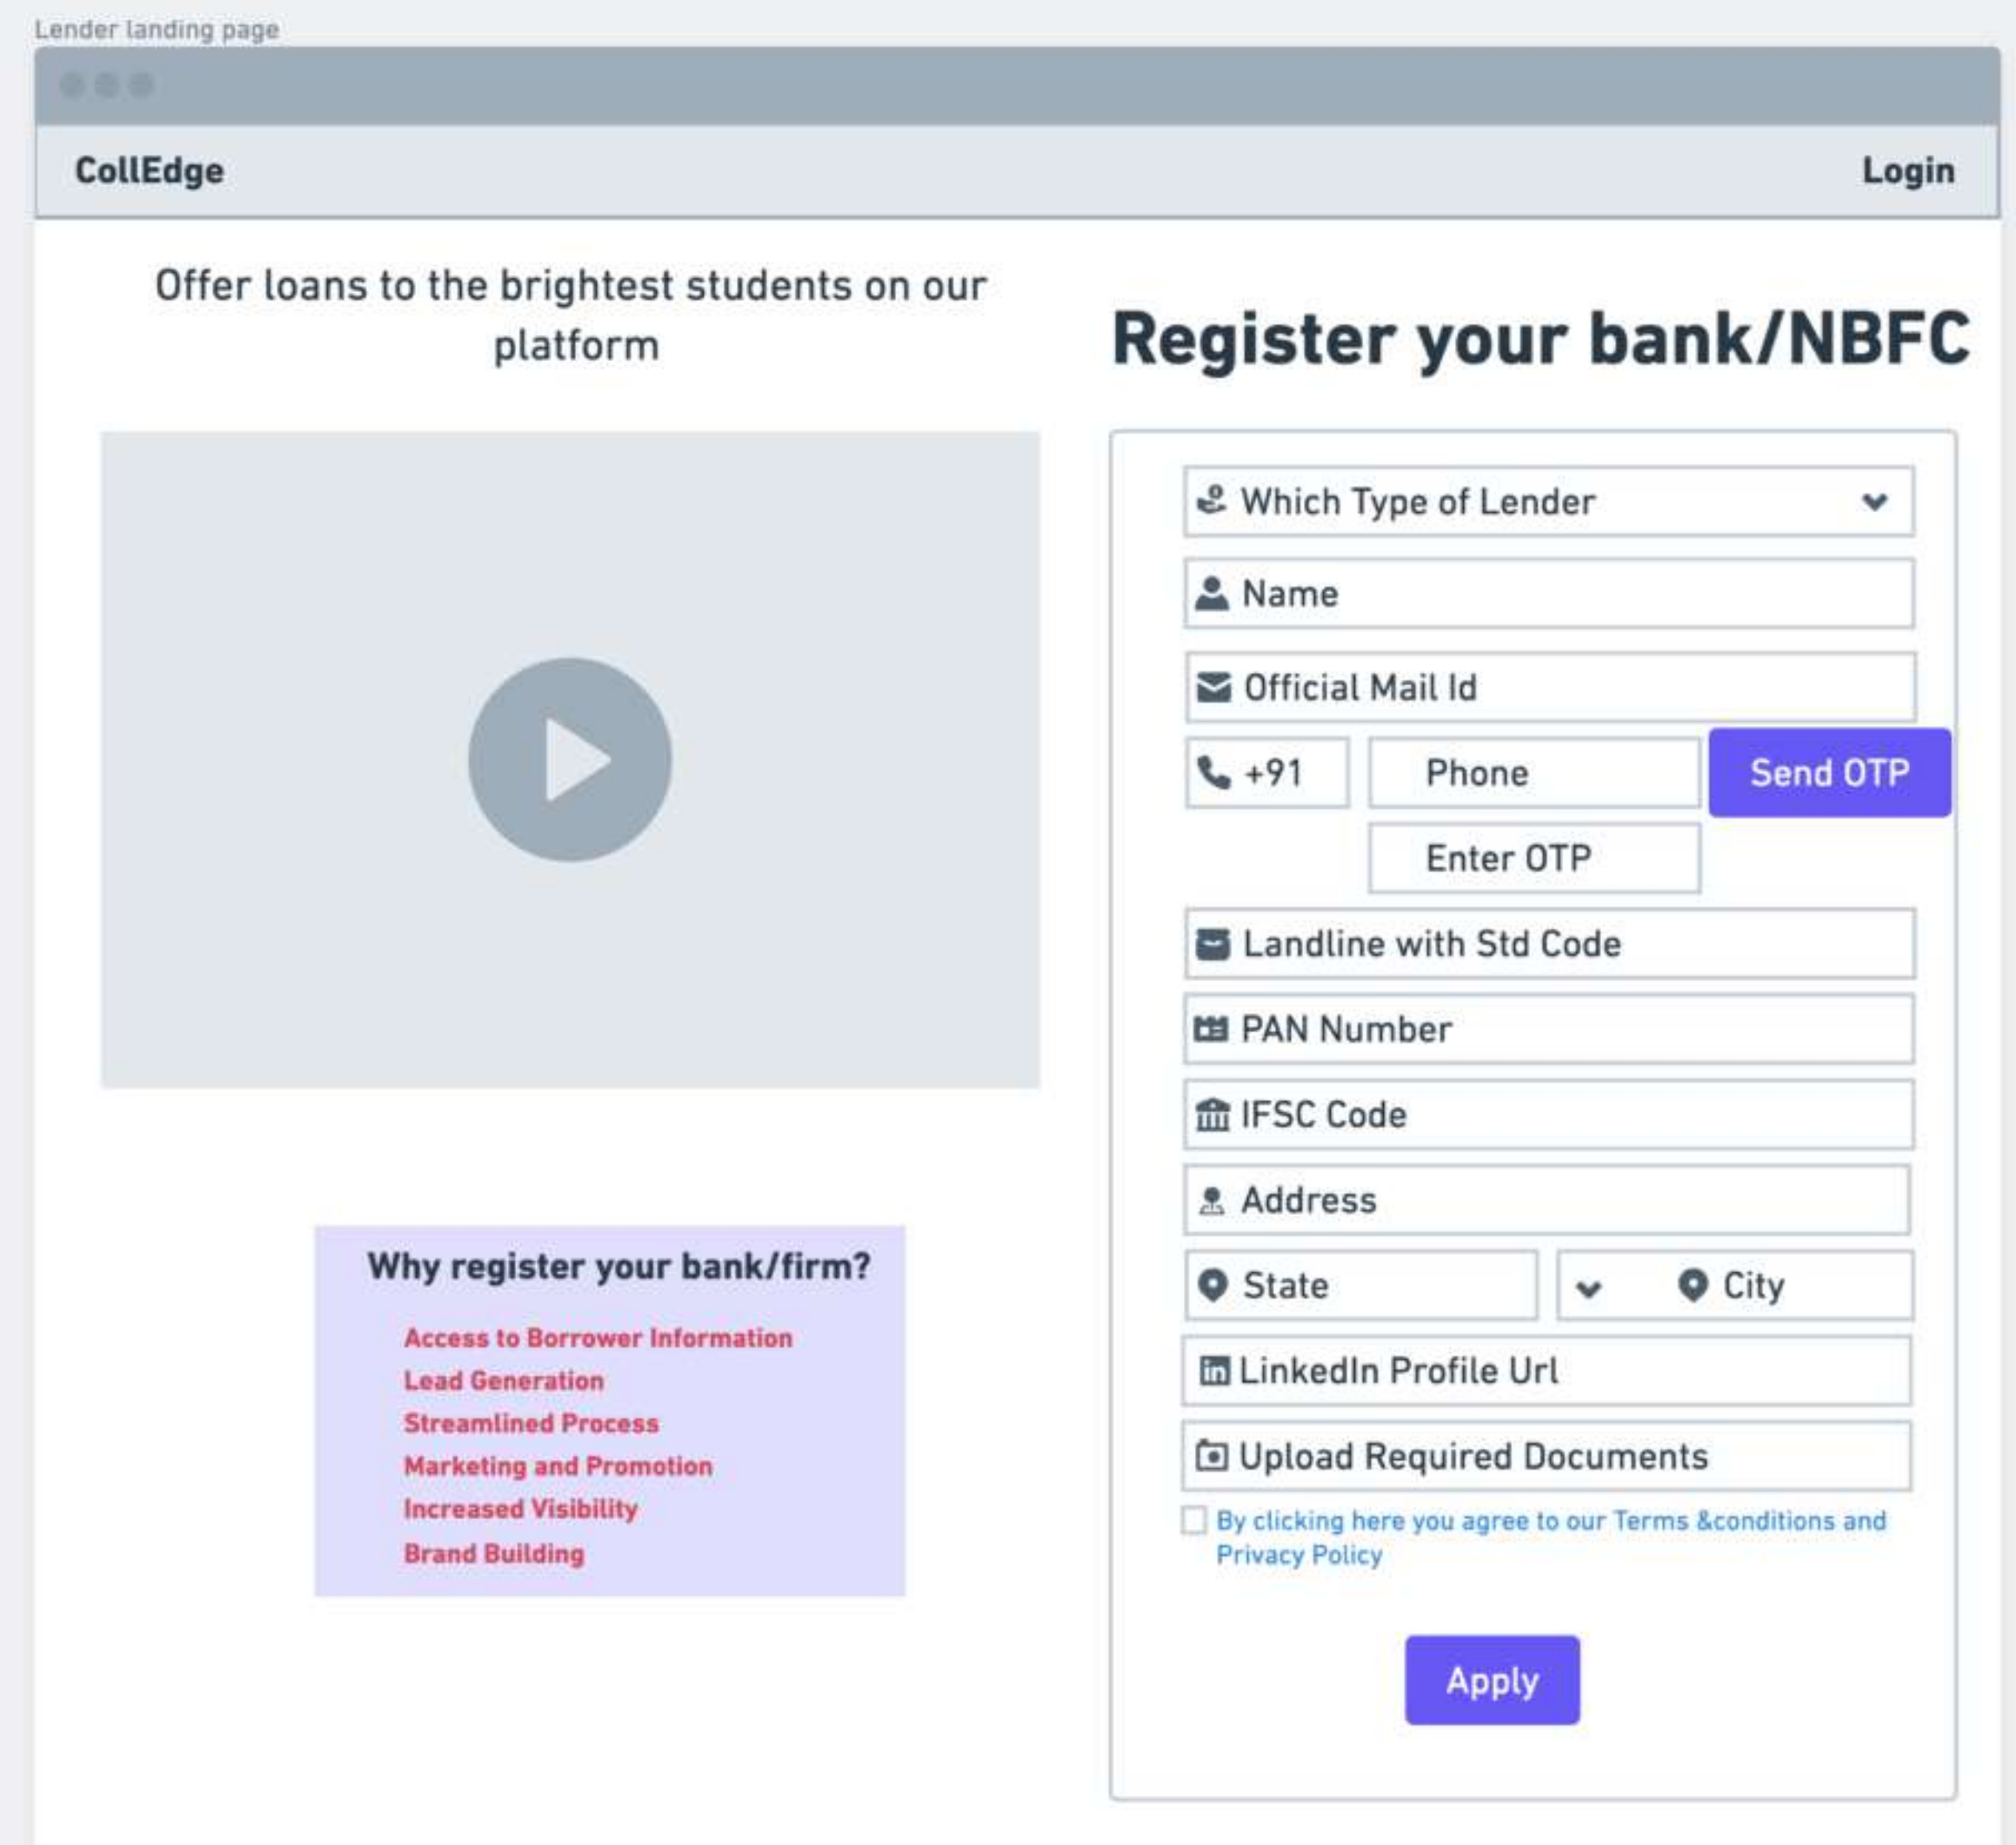 Lender landing page
CollEdge
Login
Offer loans to the brightest students on our
platform
Register your bank/NBFC
Which Type of Lender
Name
Official Mail Id
+91
Phone
Send OTP
Enter OTP
Landline with Std Code
PAN Number
IFSC Code
Address
State
City
LinkedIn Profile Url
Upload Required Documents
By clicking here you agree to our Terms &conditions and
Privacy Policy
Apply
Why register your bank/firm?
Access to Borrower Information
Lead Generation
Streamlined Process
Marketing and Promotion
Increased Visibility
Brand Building